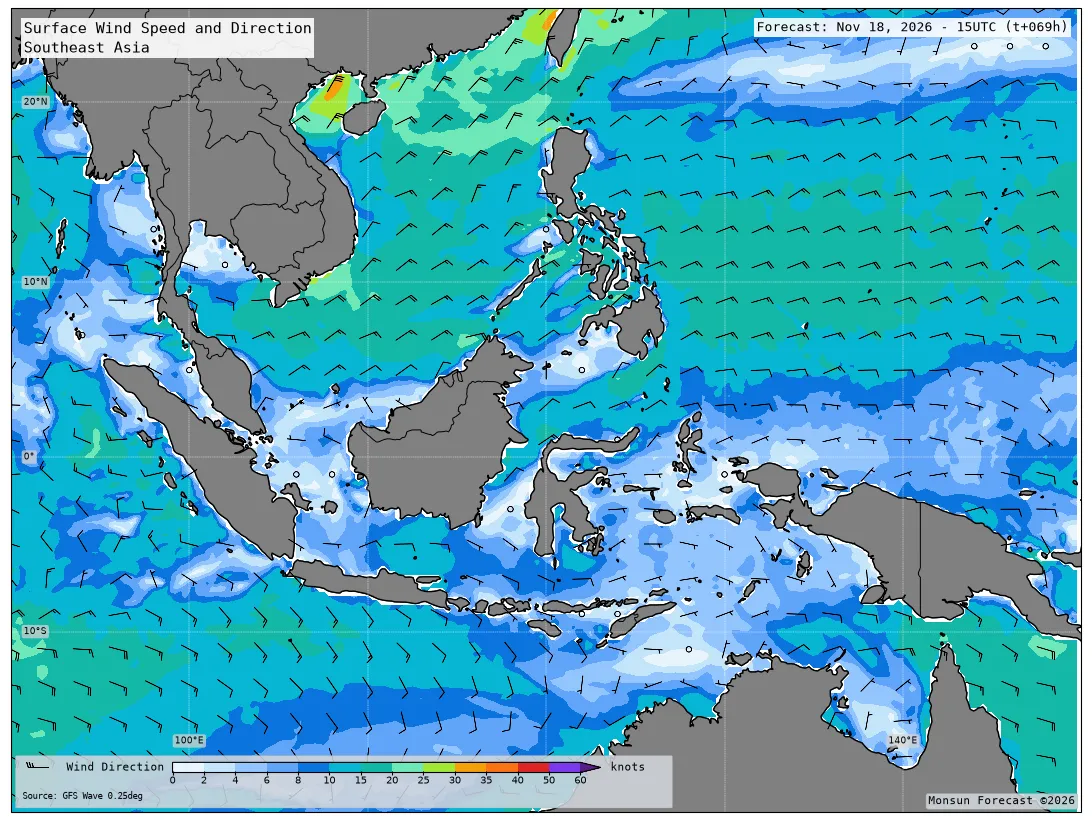 Surface Wind Speed and Direction
Southeast Asia
Forecast: Nov 18, 2026 - 15UTC (t+069h)
20°N
10°N
0°
10°S
100°E
140°E
Wind Direction
0 2 4 6 8 10 15 20 25 30 35 40 50 60
knots
Source: GFS Wave 0.25deg
Monsun Forecast ©2026